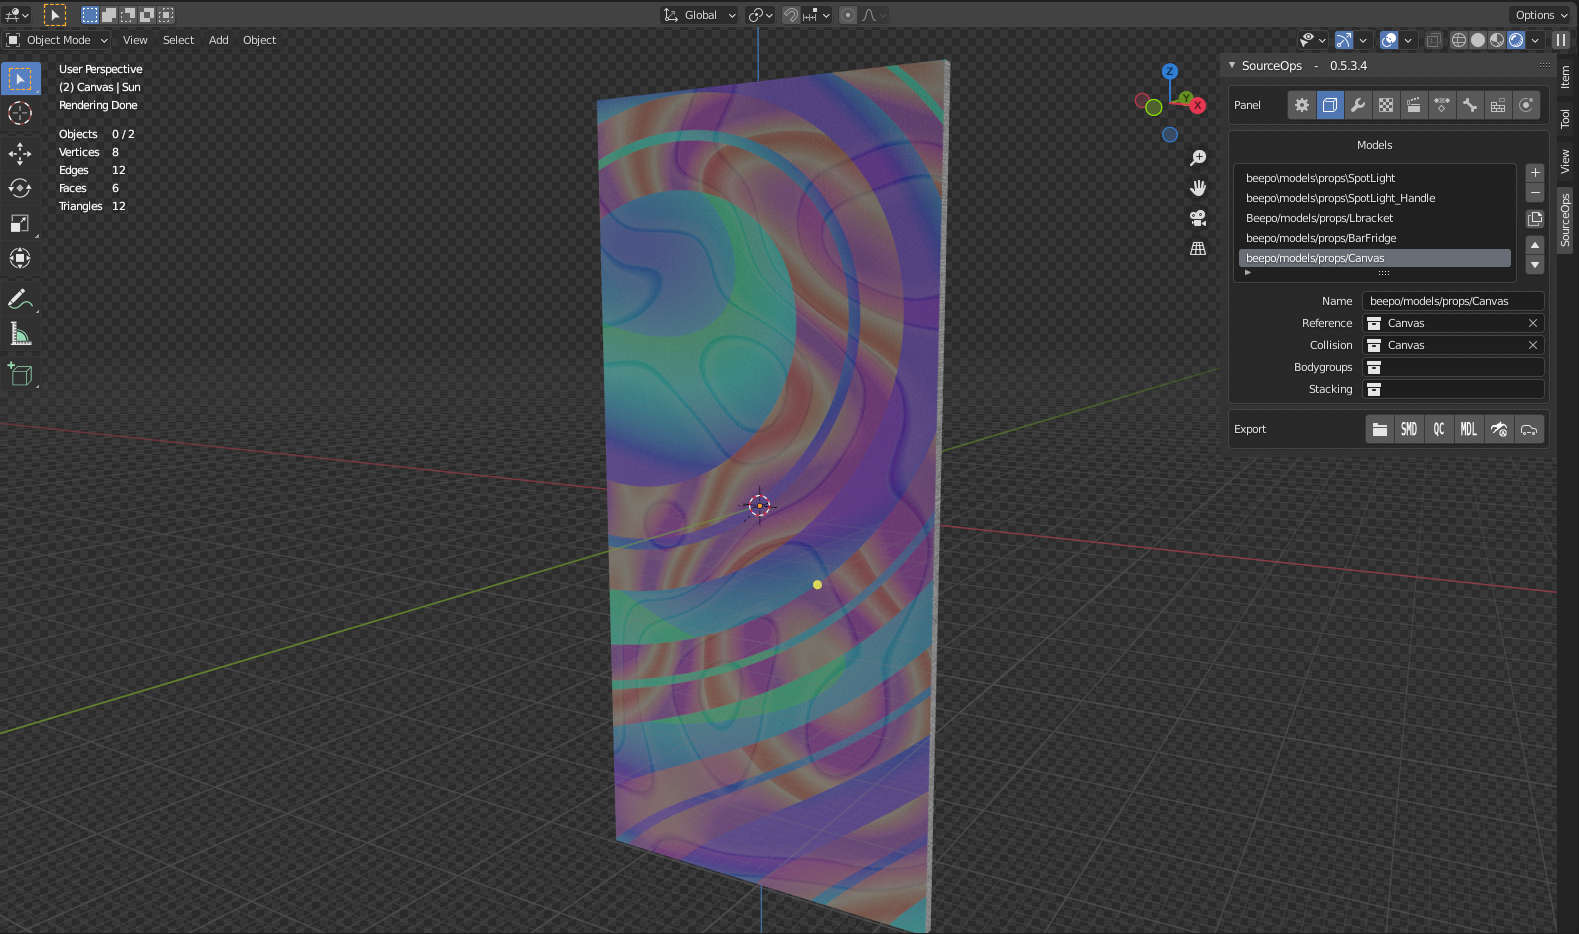 Global
Options
Object Mode
View
Select
Add
Object
User Perspective
(2) Canvas | Sun
Rendering Done
Objects 0 / 2
Vertices 8
Edges 12
Faces 6
Triangles 12
Z
Y
X
SourceOps - 0.5.3.4
Panel
Models
beepo\models\props\SpotLight
beepo\models\props\SpotLight_Handle
Beepo/models/props/Lbracket
beepo/models/props/BarFridge
beepo/models/props/Canvas
Name beepo/models/props/Canvas
Reference Canvas
Collision Canvas
Bodygroups
Stacking
Export SMD QC MDL
Item
Tool
View
SourceOps